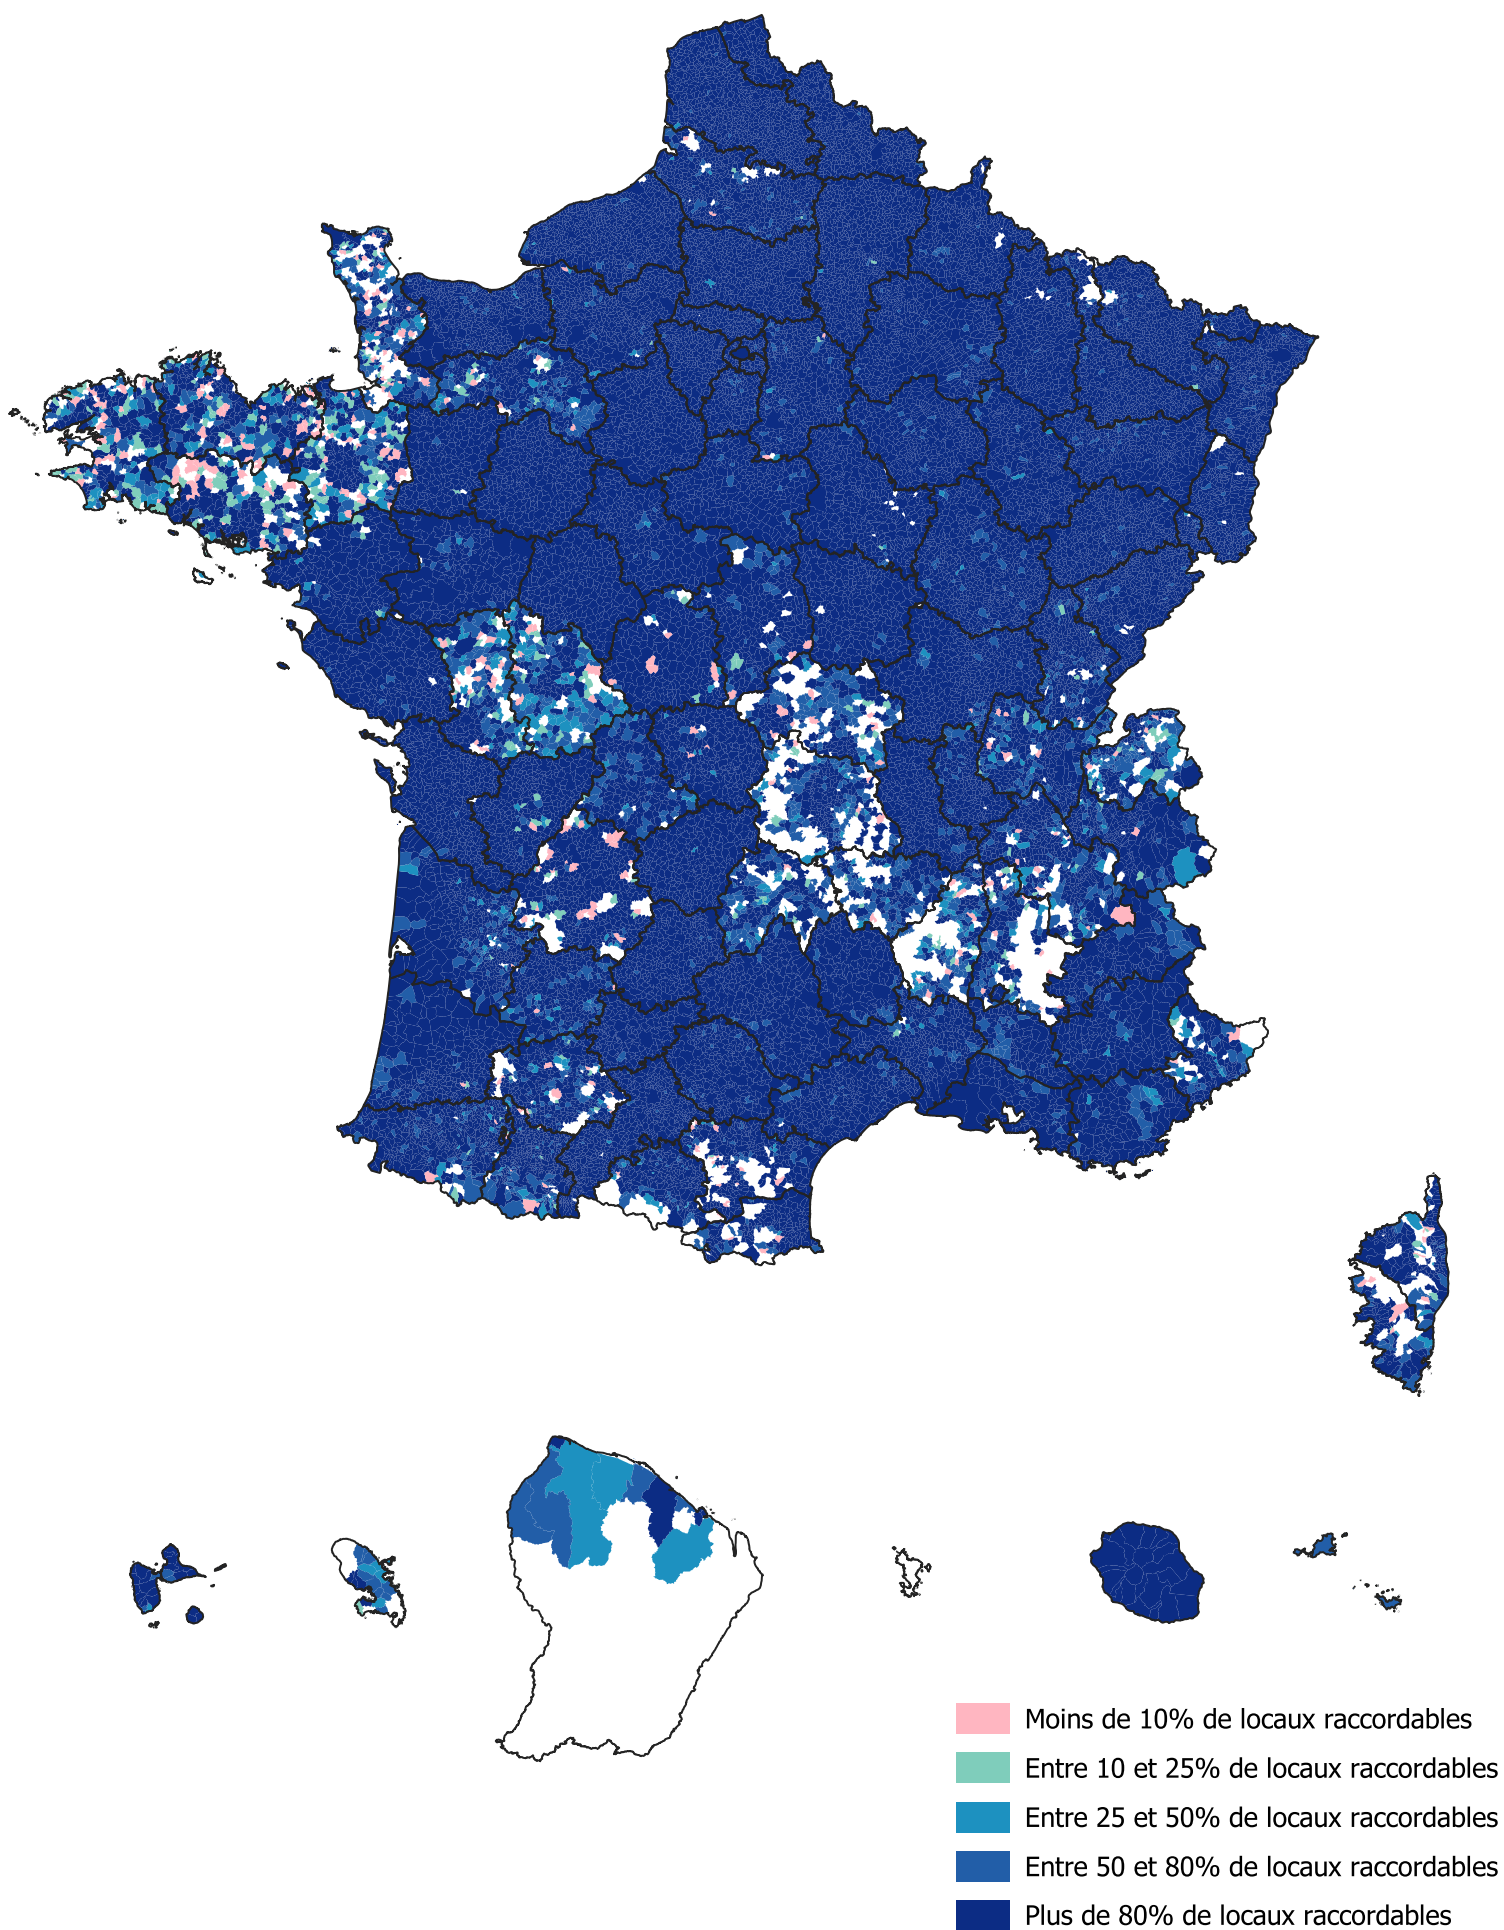 Moins de 10% de locaux raccordables
Entre 10 et 25% de locaux raccordables
Entre 25 et 50% de locaux raccordables
Entre 50 et 80% de locaux raccordables
Plus de 80% de locaux raccordables